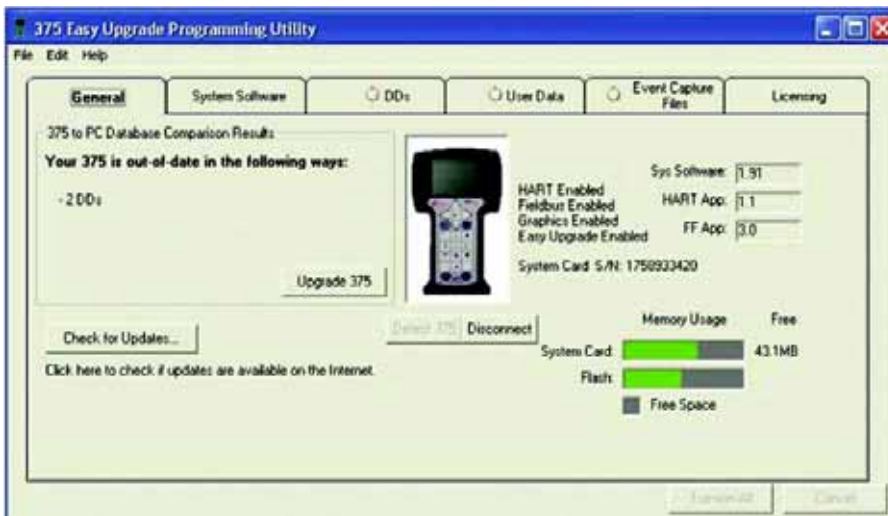 375 Easy Upgrade Programming Utility
File Edit Help
General
System Software
DDs
User Data
Event Capture
Files
Licensing
375 to PC Database Comparison Results
Your 375 is out-of-date in the following ways:
- 2 DDs
Upgrade 375
HART Enabled
Fieldbus Enabled
Graphics Enabled
Easy Upgrade Enabled
Sys Software: 1.91
HART App: 1.1
FF App: 3.0
System Card S/N: 1758933420
Check for Updates...
Click here to check if updates are available on the Internet.
Detect 375
Disconnect
Memory Usage Free
System Card: 43.1MB
Flash:
Free Space
Cancel